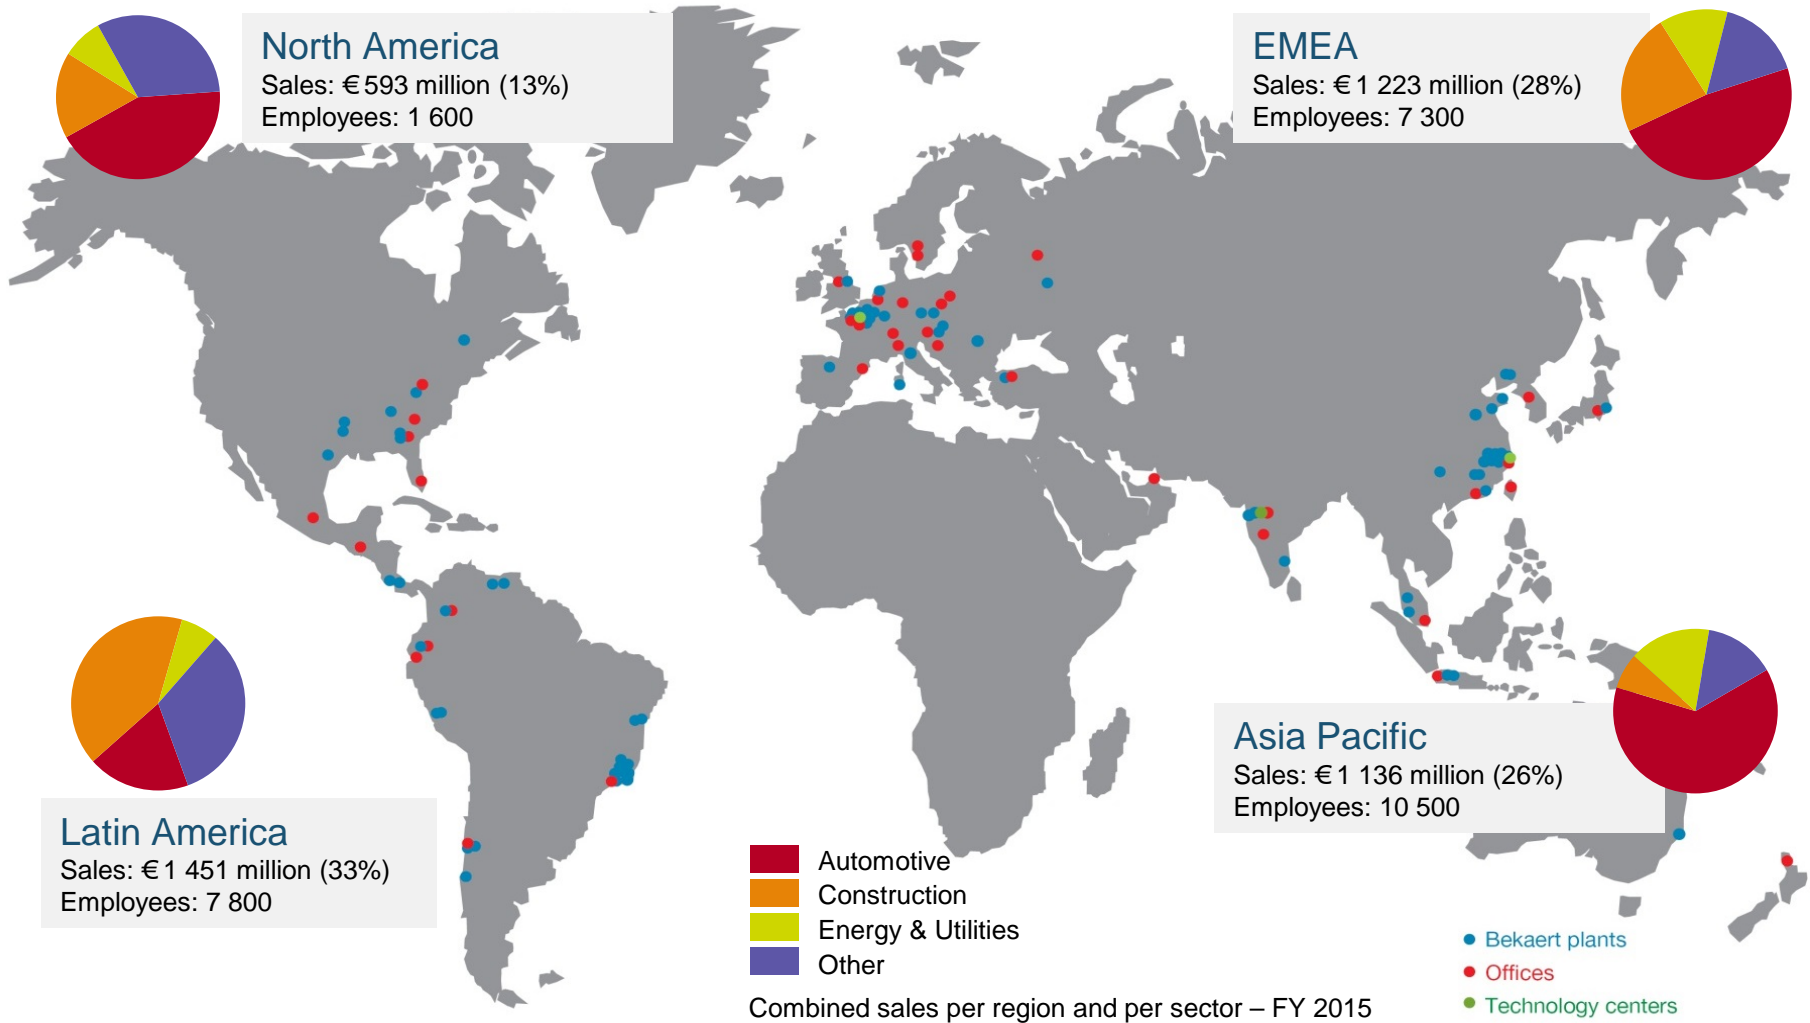 North America
Sales: € 593 million (13%)
Employees: 1 600
EMEA
Sales: € 1 223 million (28%)
Employees: 7 300
Latin America
Sales: € 1 451 million (33%)
Employees: 7 800
Asia Pacific
Sales: € 1 136 million (26%)
Employees: 10 500
Automotive
Construction
Energy & Utilities
Other
Combined sales per region and per sector – FY 2015
Bekaert plants
Offices
Technology centers